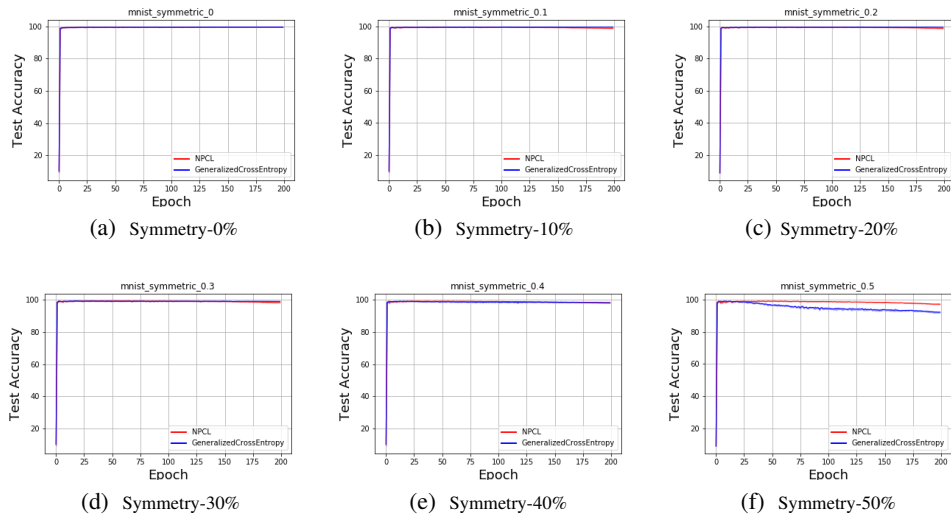 mnist_symmetric_0
Test Accuracy
100
80
60
40
20
NPCL
GeneralizedCrossEntropy
0 25 50 75 100 125 150 175 200
Epoch
(a) Symmetry-0%
mnist_symmetric_0.1
Test Accuracy
100
80
60
40
20
NPCL
GeneralizedCrossEntropy
0 25 50 75 100 125 150 175 200
Epoch
(b) Symmetry-10%
mnist_symmetric_0.2
Test Accuracy
100
80
60
40
20
NPCL
GeneralizedCrossEntropy
0 25 50 75 100 125 150 175 200
Epoch
(c) Symmetry-20%
mnist_symmetric_0.3
Test Accuracy
100
80
60
40
20
NPCL
GeneralizedCrossEntropy
0 25 50 75 100 125 150 175 200
Epoch
(d) Symmetry-30%
mnist_symmetric_0.4
Test Accuracy
100
80
60
40
20
NPCL
GeneralizedCrossEntropy
0 25 50 75 100 125 150 175 200
Epoch
(e) Symmetry-40%
mnist_symmetric_0.5
Test Accuracy
100
80
60
40
20
NPCL
GeneralizedCrossEntropy
0 25 50 75 100 125 150 175 200
Epoch
(f) Symmetry-50%